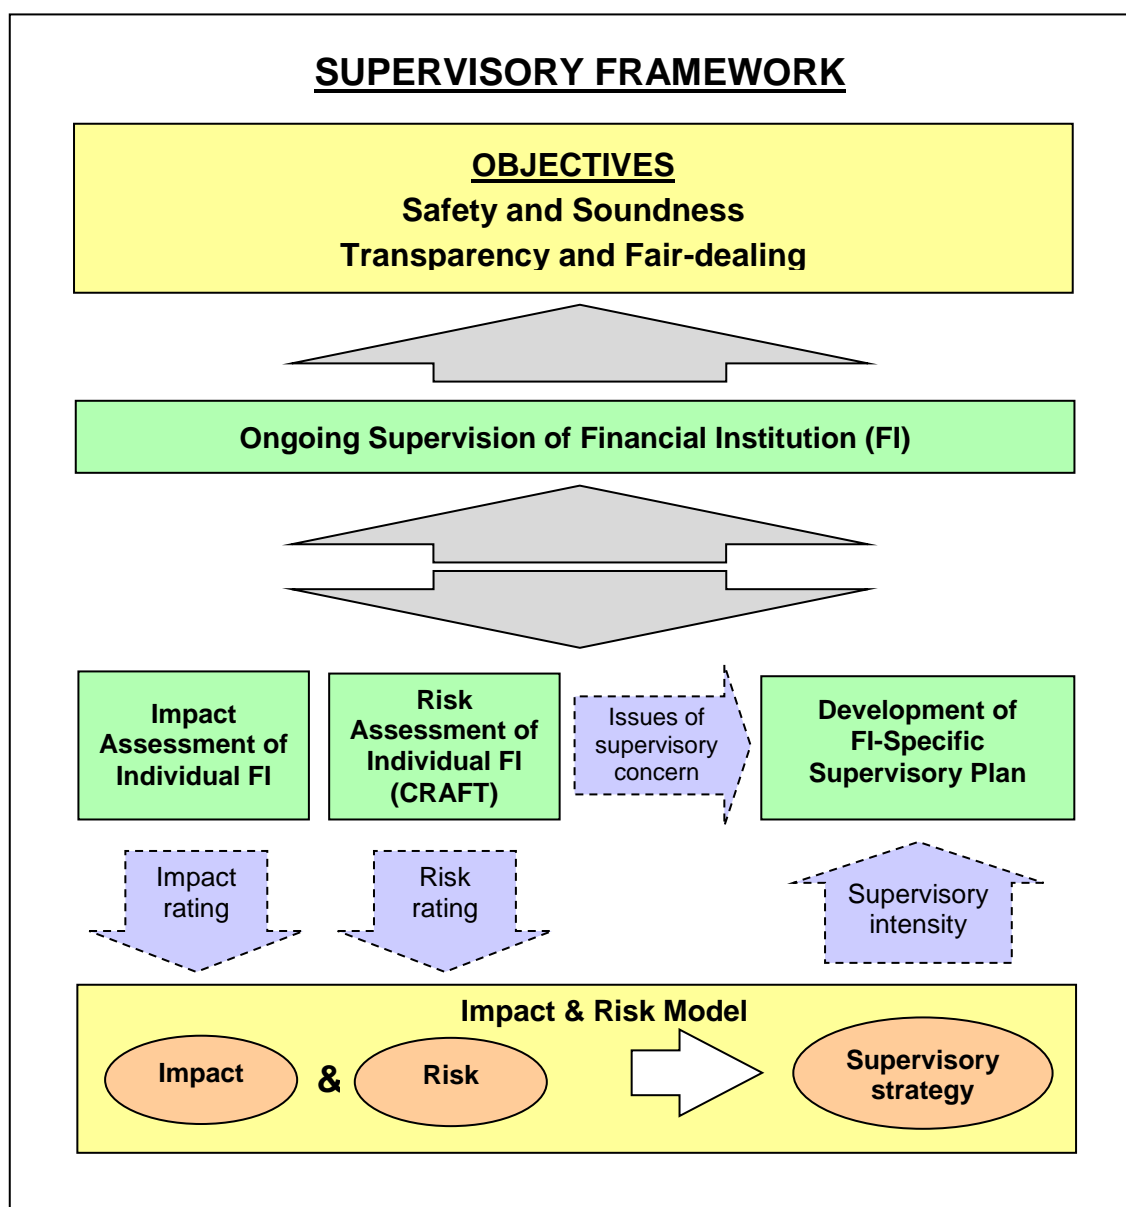 SUPERVISORY FRAMEWORK
OBJECTIVES
Safety and Soundness
Transparency and Fair-dealing
Ongoing Supervision of Financial Institution (FI)
Impact
Assessment of
Individual FI
Risk
Assessment of
Individual FI
(CRAFT)
Issues of
supervisory
concern
Development of
FI-Specific
Supervisory Plan
Impact
rating
Risk
rating
Supervisory
intensity
Impact & Risk Model
Impact
&
Risk
Supervisory
strategy